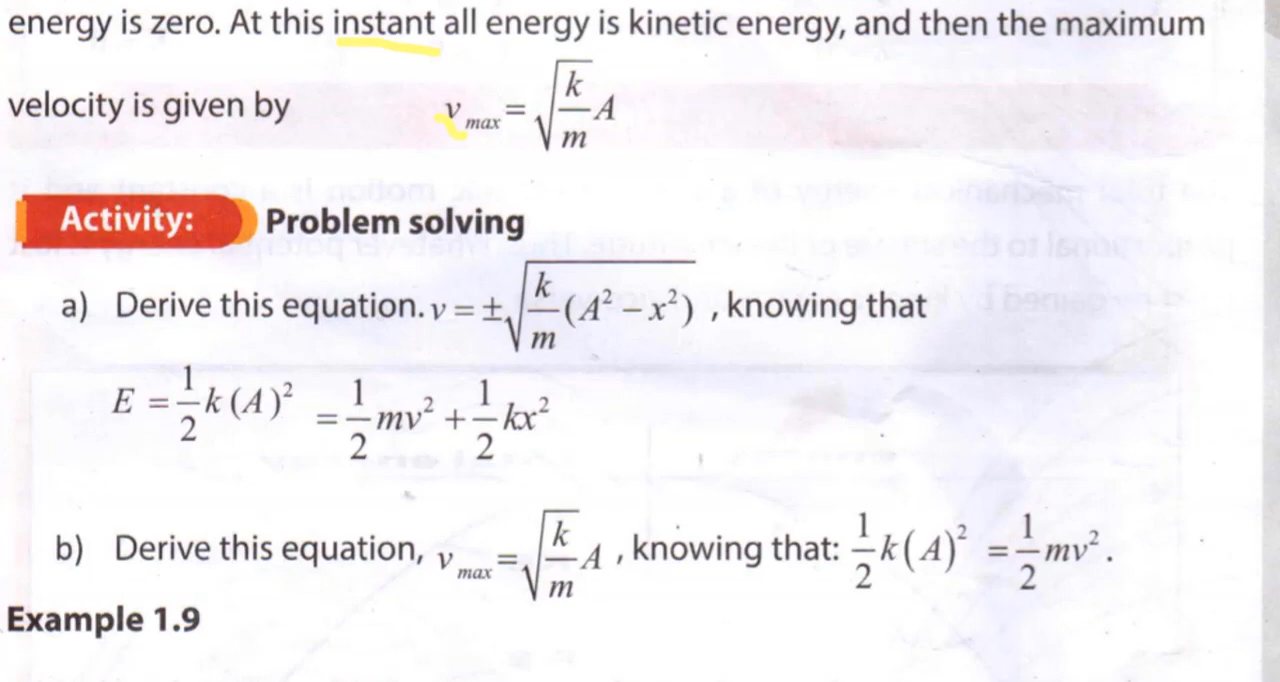 energy is zero. At this instant all energy is kinetic energy, and then the maximum
velocity is given by v max = √(k/m) A
Activity: Problem solving
a) Derive this equation. v = ±√(k/m (A² – x²)) , knowing that
E = 1/2 k (A)² = 1/2 mv² + 1/2 kx²
b) Derive this equation, v max = √(k/m) A , knowing that: 1/2 k(A)² = 1/2 mv².
Example 1.9